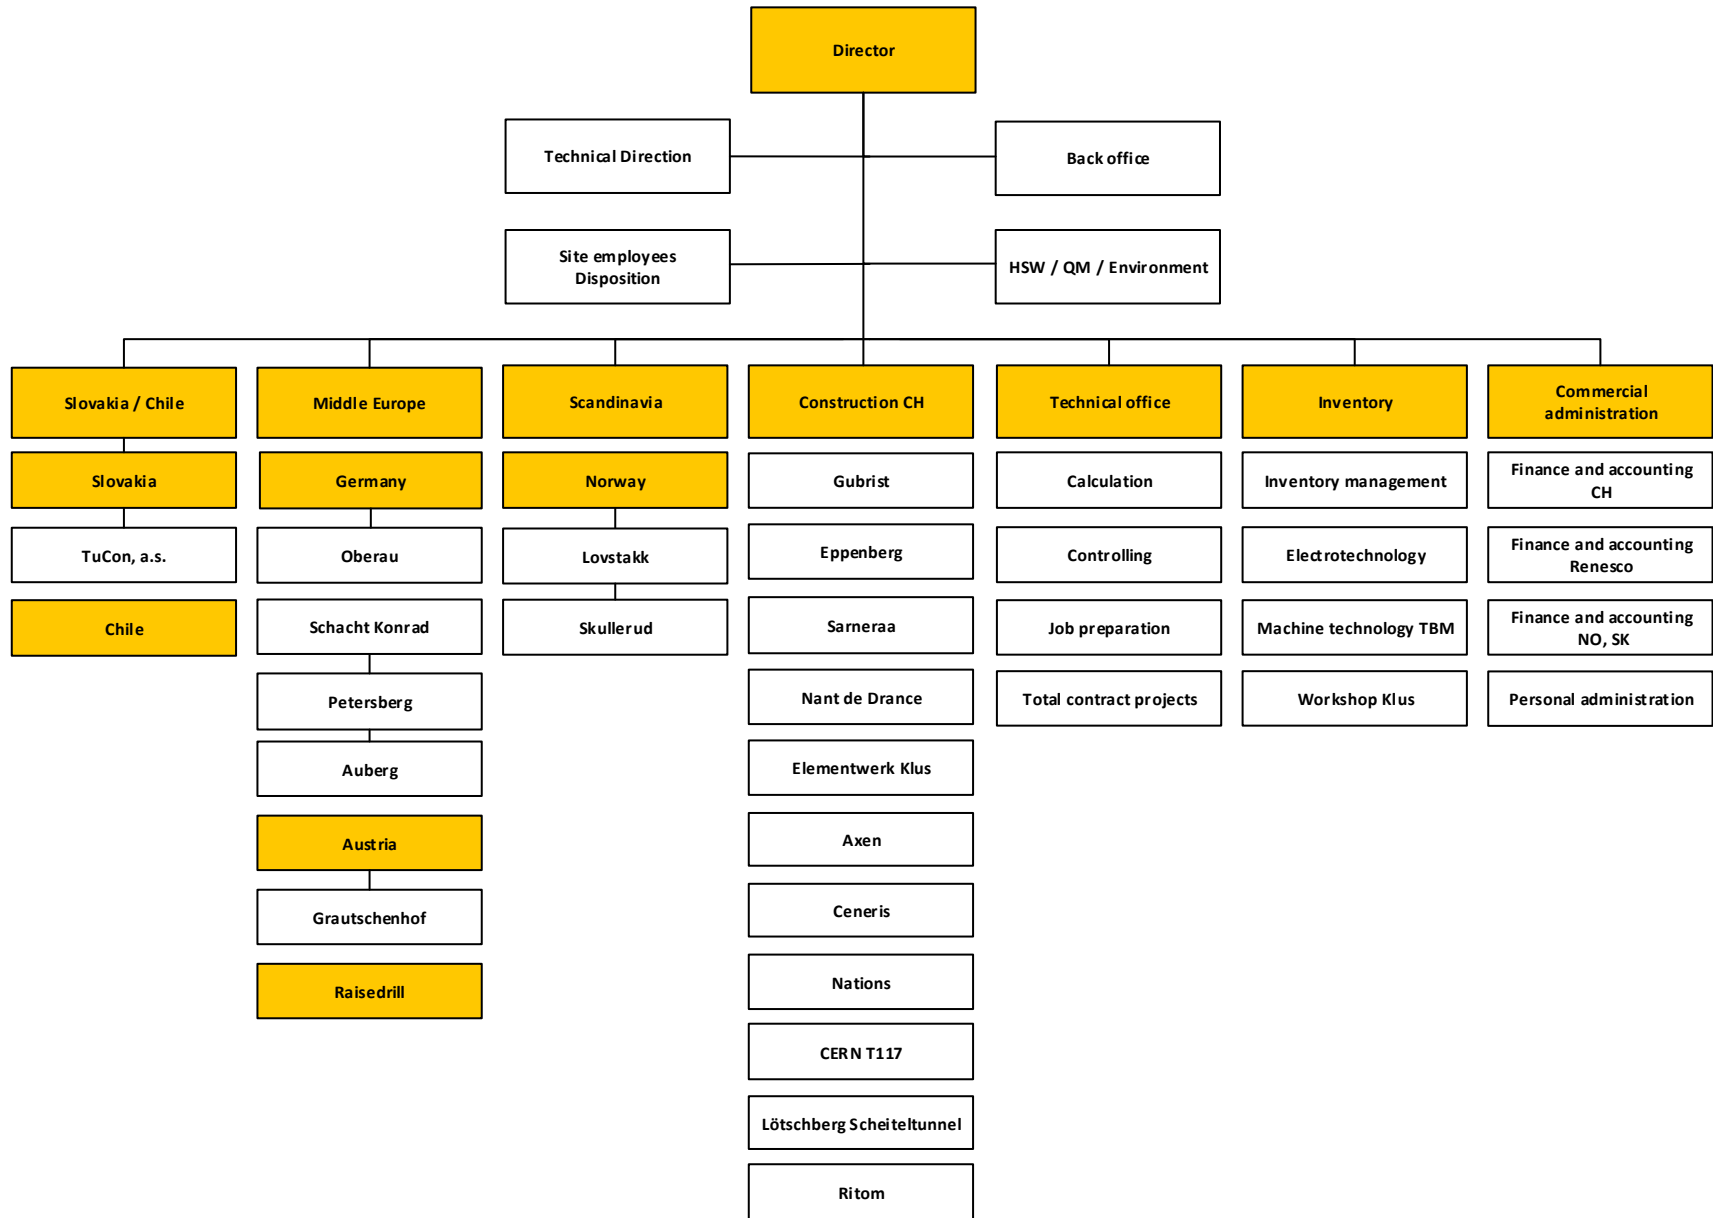 Director
Technical Direction
Back office
Site employees
Disposition
HSW / QM / Environment
Slovakia / Chile
Middle Europe
Scandinavia
Construction CH
Technical office
Inventory
Commercial
administration
Slovakia
TuCon, a.s.
Chile
Germany
Oberau
Schacht Konrad
Petersberg
Auberg
Austria
Grautschenhof
Raisedrill
Norway
Lovstakk
Skullerud
Gubrist
Eppenberg
Sarneraa
Nant de Drance
Elementwerk Klus
Axen
Ceneris
Nations
CERN T117
Lötschberg Scheiteltunnel
Ritom
Calculation
Controlling
Job preparation
Total contract projects
Inventory management
Electrotechnology
Machine technology TBM
Workshop Klus
Finance and accounting
CH
Finance and accounting
Renesco
Finance and accounting
NO, SK
Personal administration